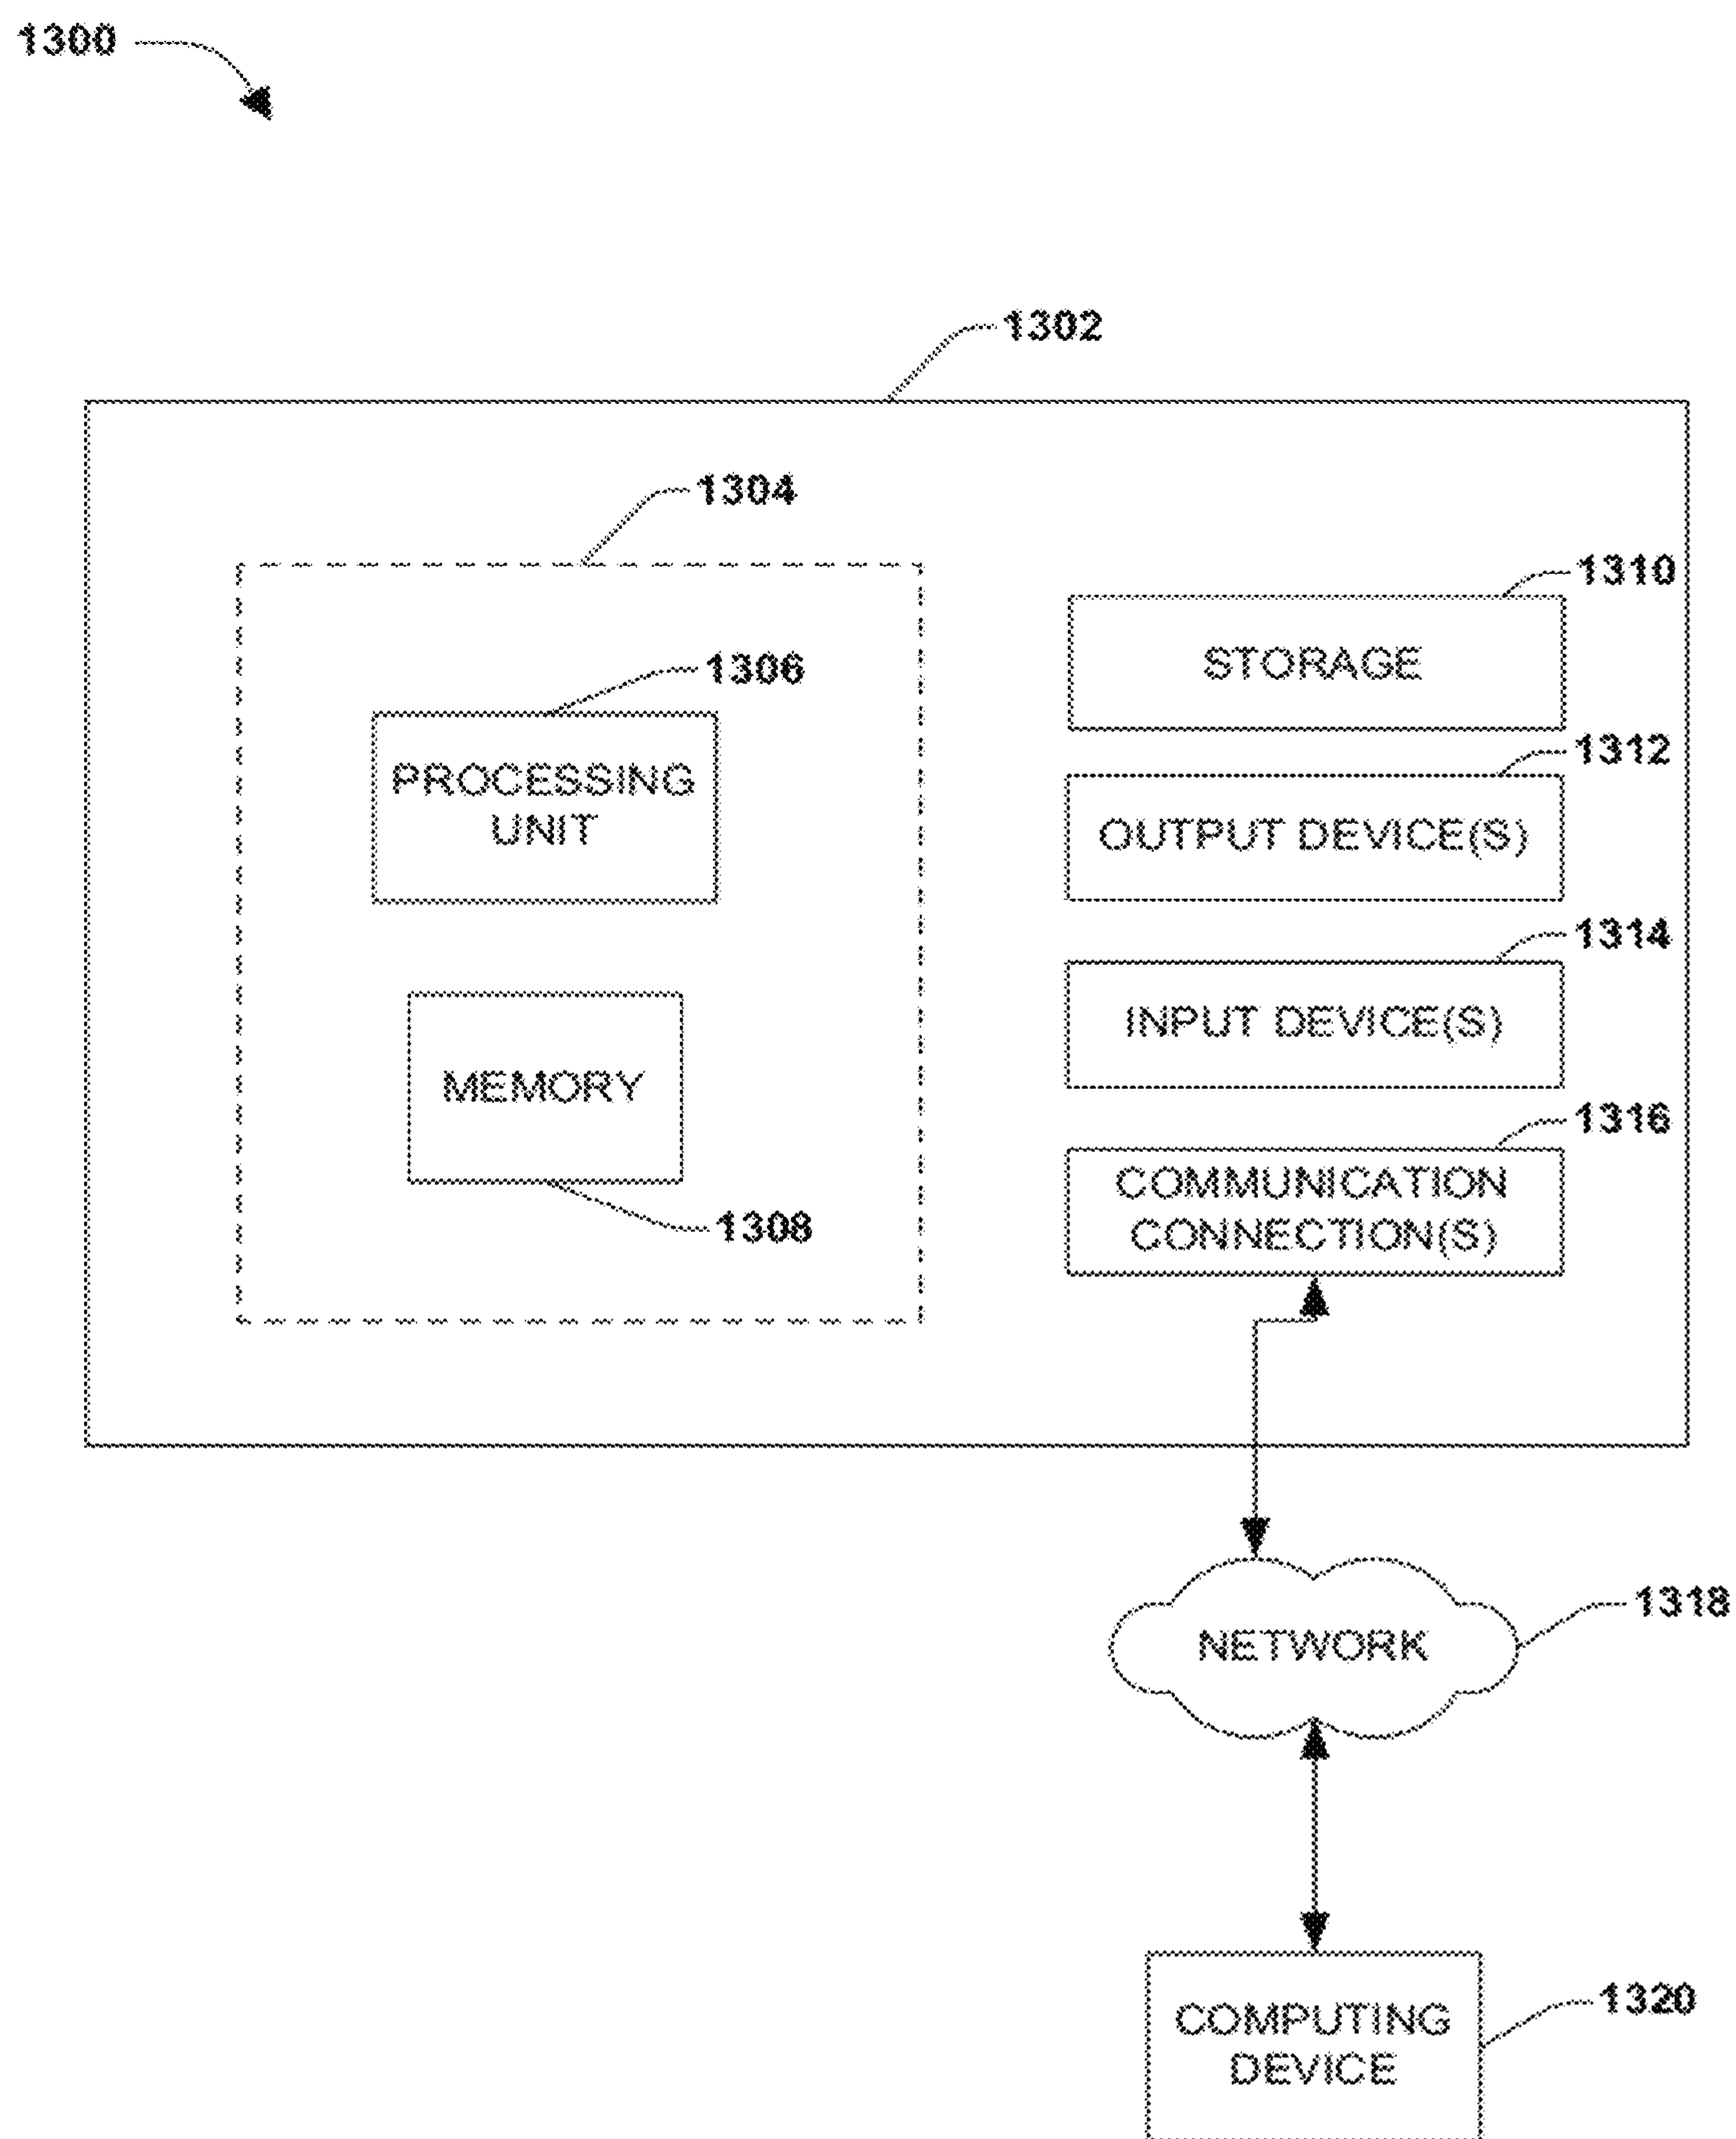 1300
1302
1304
1310
STORAGE
1306
PROCESSING
UNIT
1312
OUTPUT DEVICE(S)
1314
INPUT DEVICE(S)
MEMORY
1308
1316
COMMUNICATION
CONNECTION(S)
NETWORK
1318
1320
COMPUTING
DEVICE